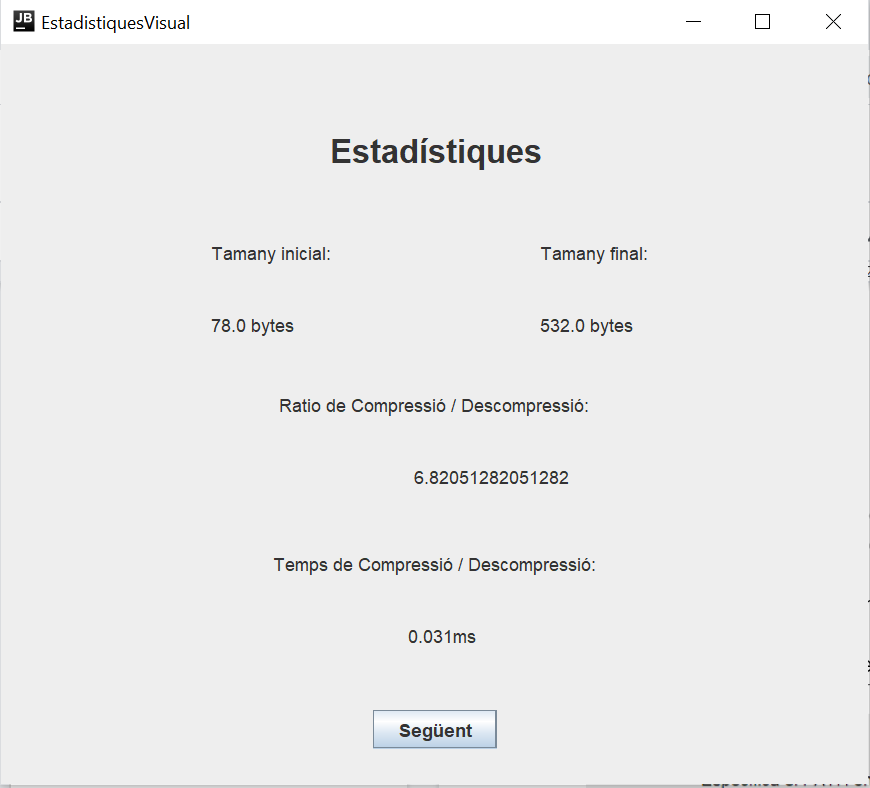 JB EstadistiquesVisual
Estadístiques
Tamany inicial: Tamany final:
78.0 bytes 532.0 bytes
Ratio de Compressió / Descompressió:
6.82051282051282
Temps de Compressió / Descompressió:
0.031ms
Següent